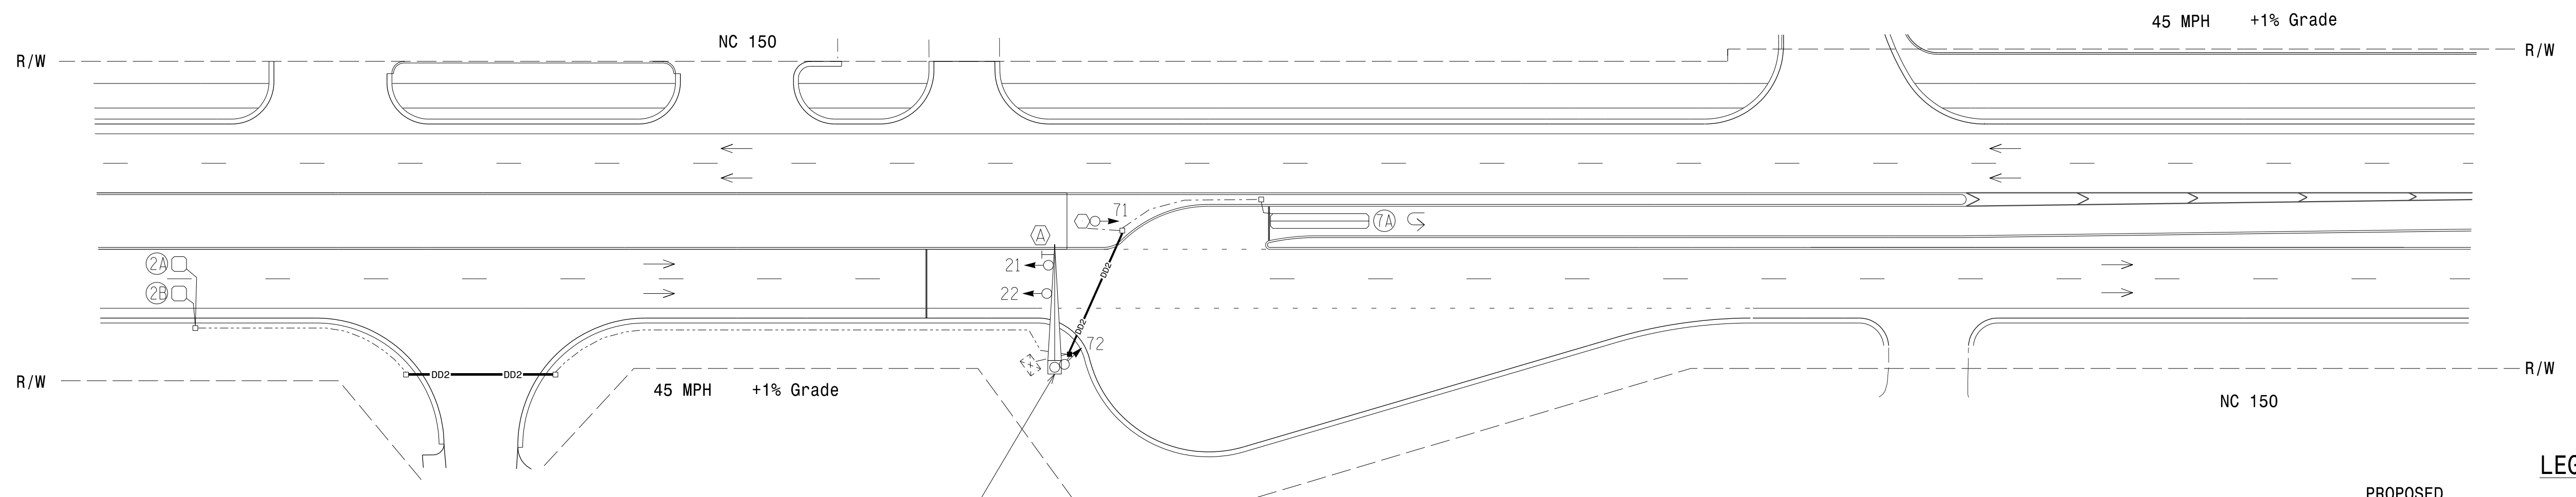 45 MPH +1% Grade
NC 150
R/W
R/W
71
7A
A
2A
21
DD2
2B
22
DD2
72
DD2 DD2
R/W
R/W
45 MPH +1% Grade
NC 150
LEG
PROPOSED